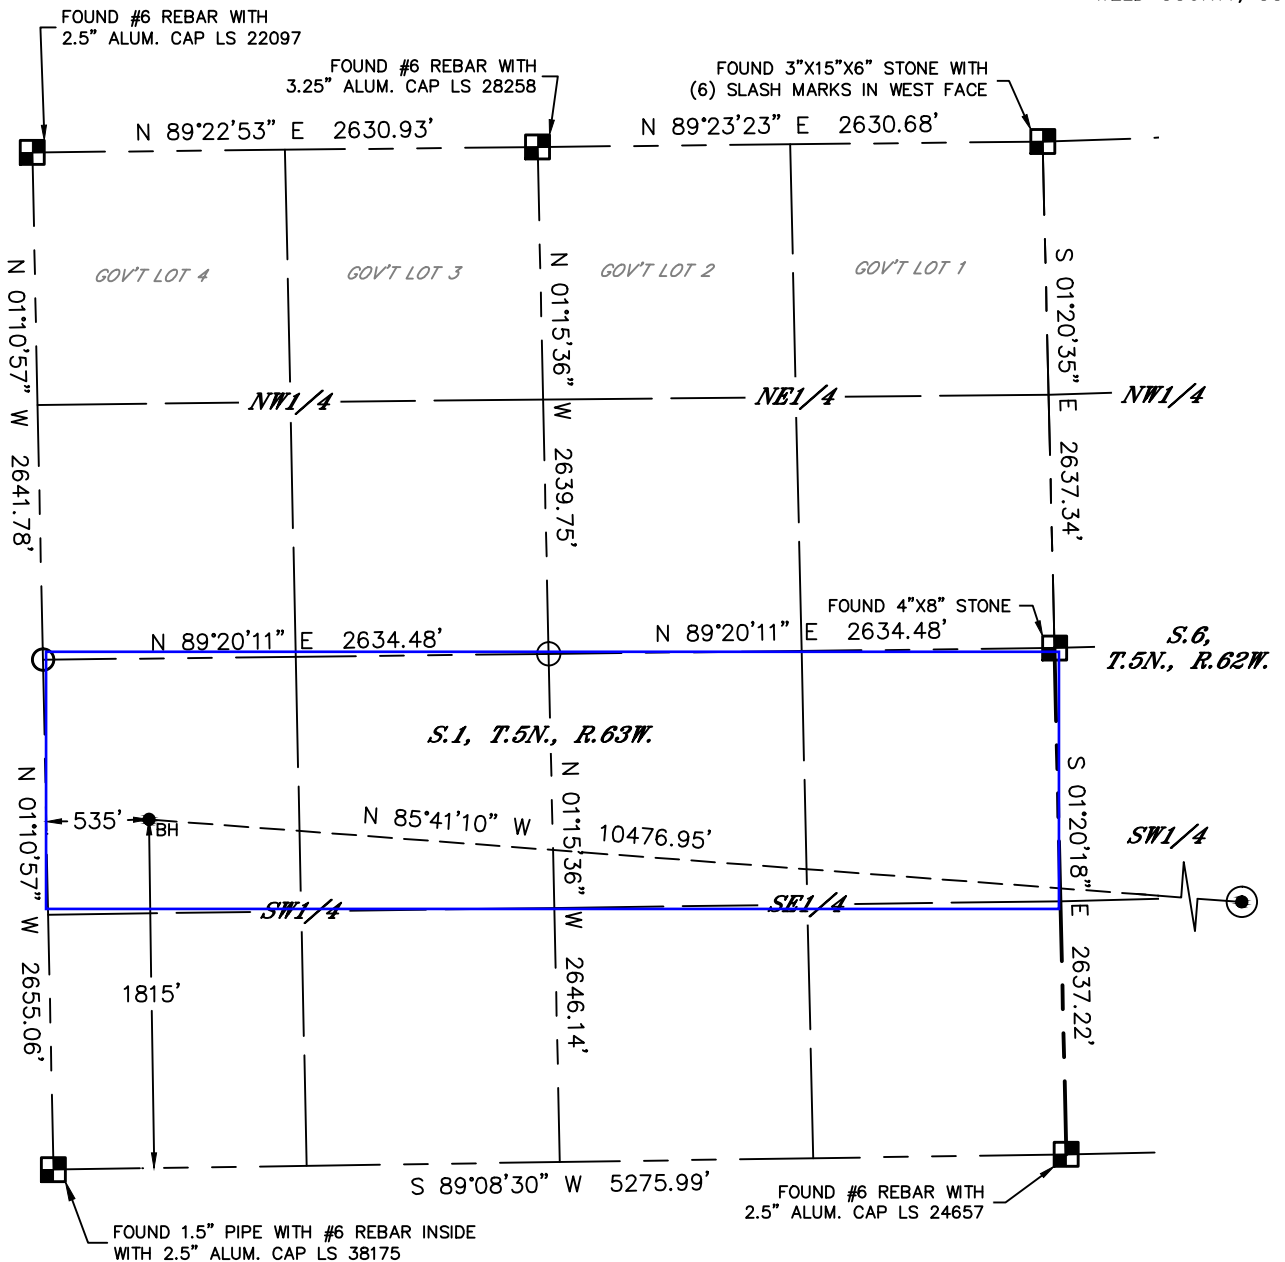 FOUND #6 REBAR WITH
2.5” ALUM. CAP LS 22097
FOUND #6 REBAR WITH
3.25” ALUM. CAP LS 28258
FOUND 3”X15”X6” STONE WITH
(6) SLASH MARKS IN WEST FACE
N 89°22’53” E 2630.93’
N 89°23’23” E 2630.68’
GOV’T LOT 4
GOV’T LOT 3
GOV’T LOT 2
GOV’T LOT 1
N 01°10’57” W 2641.78’
N 01°15’36” W 2639.75’
S 01°20’35” E 2637.34’
NW1/4
NE1/4
NW1/4
FOUND 4”X8” STONE
N 89°20’11” E 2634.48’
N 89°20’11” E 2634.48’
S.6,
T.5N., R.62W.
S.1, T.5N., R.63W.
N 01°10’57” W 2655.06’
N 01°15’36” W 2646.14’
S 01°20’18” E 2637.22’
535’
BH
N 85°41’10” W 10476.95’
SW1/4
SW1/4
SE1/4
1815’
S 89°08’30” W 5275.99’
FOUND #6 REBAR WITH
2.5” ALUM. CAP LS 24657
FOUND 1.5” PIPE WITH #6 REBAR INSIDE
WITH 2.5” ALUM. CAP LS 38175